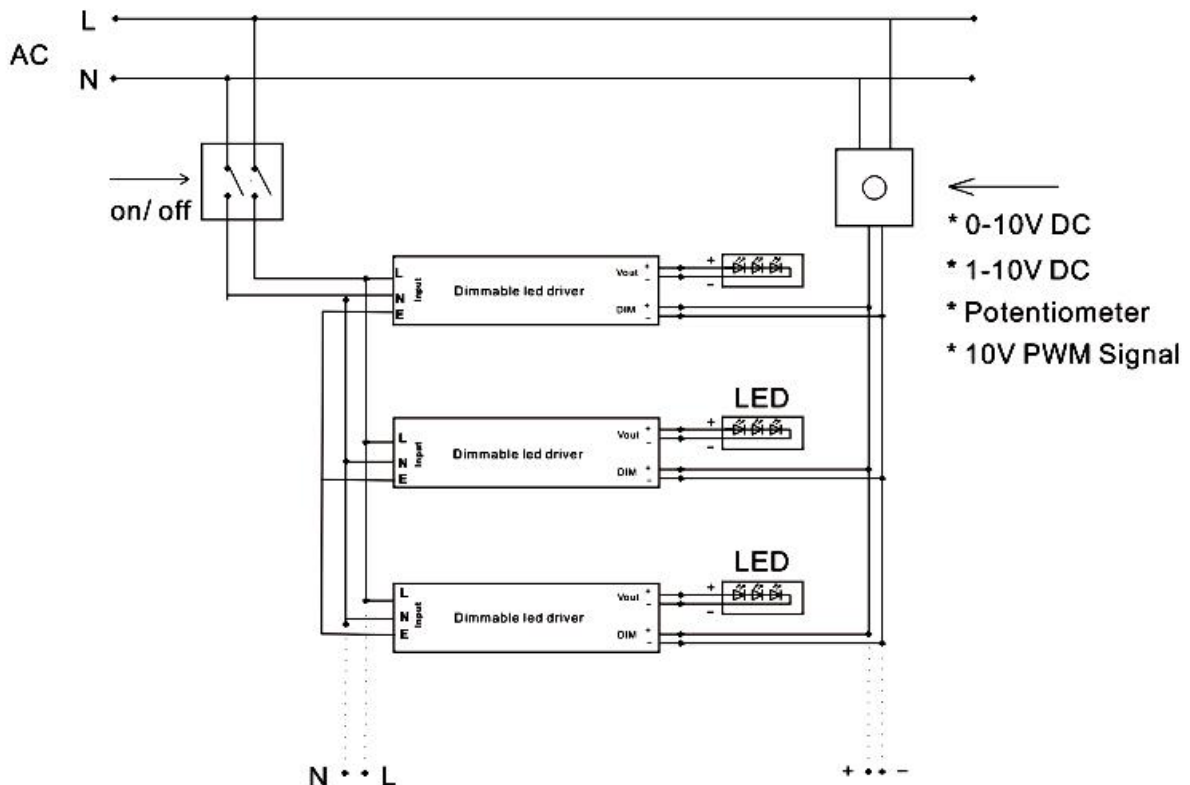 L
AC
N
on/ off
* 0-10V DC
* 1-10V DC
* Potentiometer
* 10V PWM Signal
L
N
E
Input
Dimmable led driver
Vout + -
DIM + -
+
-
LED
L
N
E
Input
Dimmable led driver
Vout + -
DIM + -
+
-
LED
L
N
E
Input
Dimmable led driver
Vout + -
DIM + -
+
-
N L
+ -